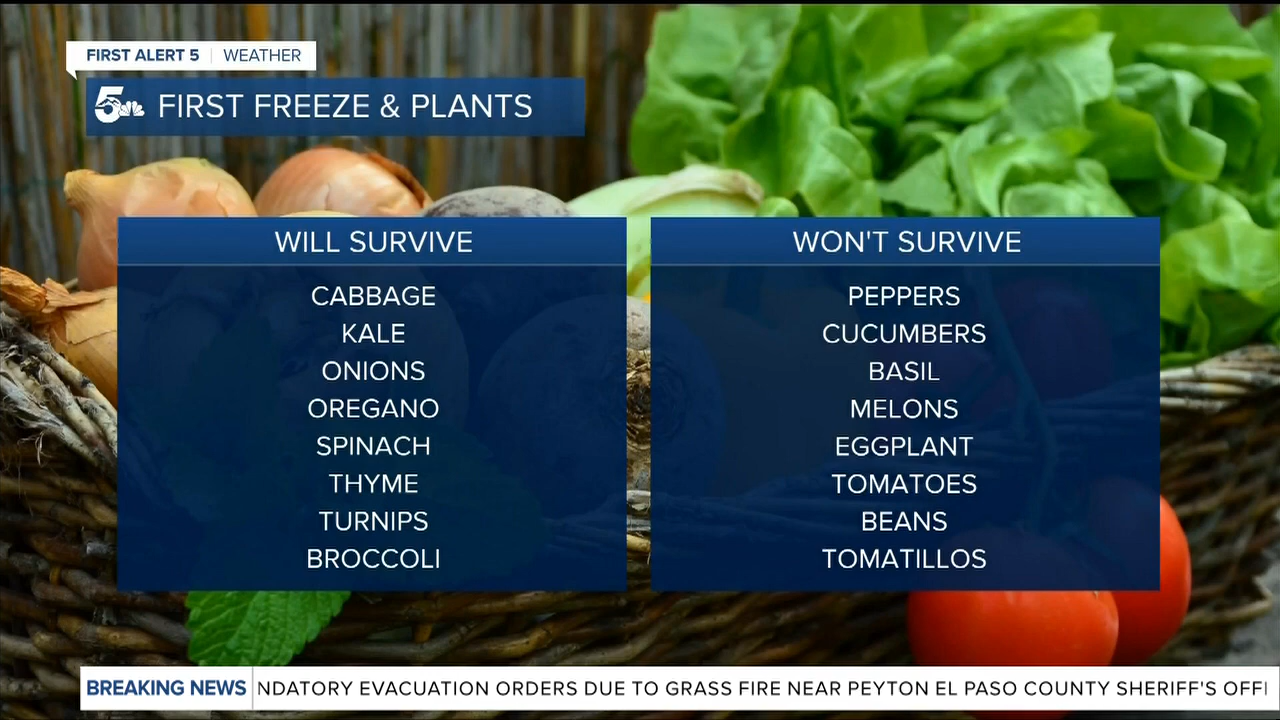 FIRST ALERT 5 | WEATHER
5 FIRST FREEZE & PLANTS
WILL SURVIVE
CABBAGE
KALE
ONIONS
OREGANO
SPINACH
THYME
TURNIPS
BROCCOLI
WON'T SURVIVE
PEPPERS
CUCUMBERS
BASIL
MELONS
EGGPLANT
TOMATOES
BEANS
TOMATILLOS
BREAKING NEWS NDATORY EVACUATION ORDERS DUE TO GRASS FIRE NEAR PEYTON EL PASO COUNTY SHERIFF'S OFFI